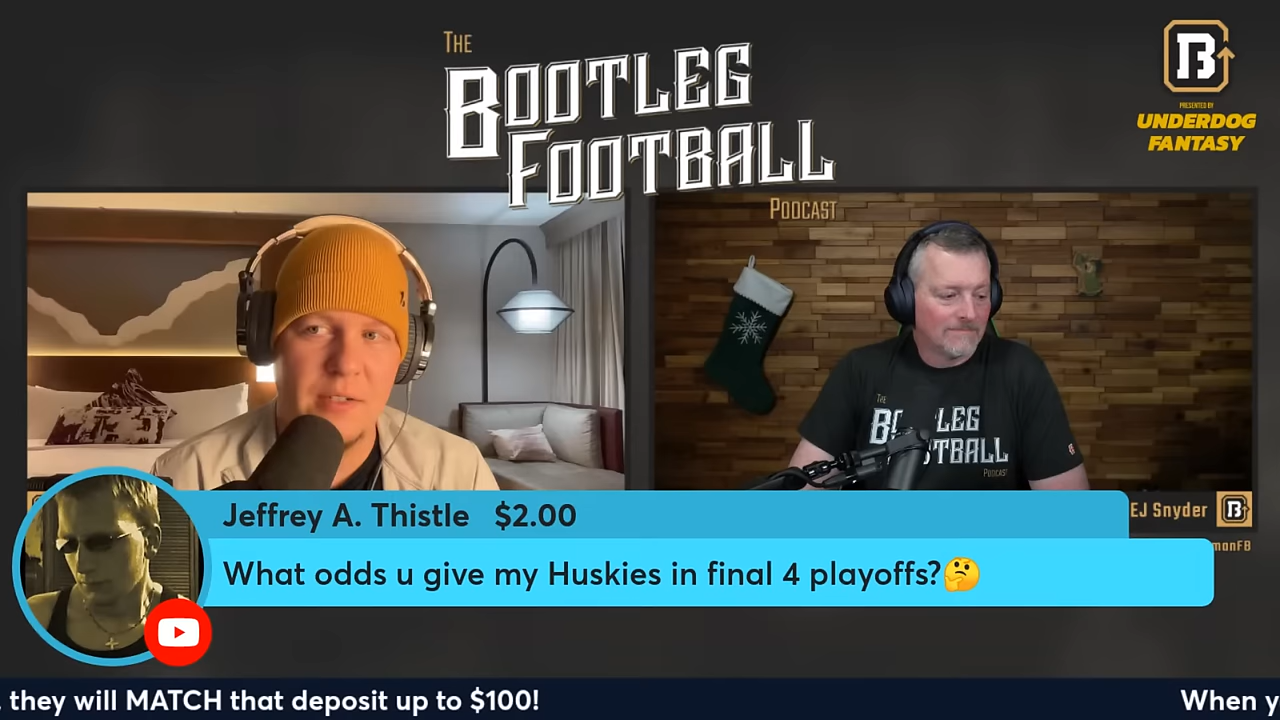 THE
BOOTLEG
FOOTBALL
PODCAST
B
PRESENTED BY
UNDERDOG
FANTASY
THE
BOOTLEG
FOOTBALL
PODCAST
Jeffrey A. Thistle $2.00
EJ Snyder B
What odds u give my Huskies in final 4 playoffs?🤔
manFB
. they will MATCH that deposit up to $100! When y